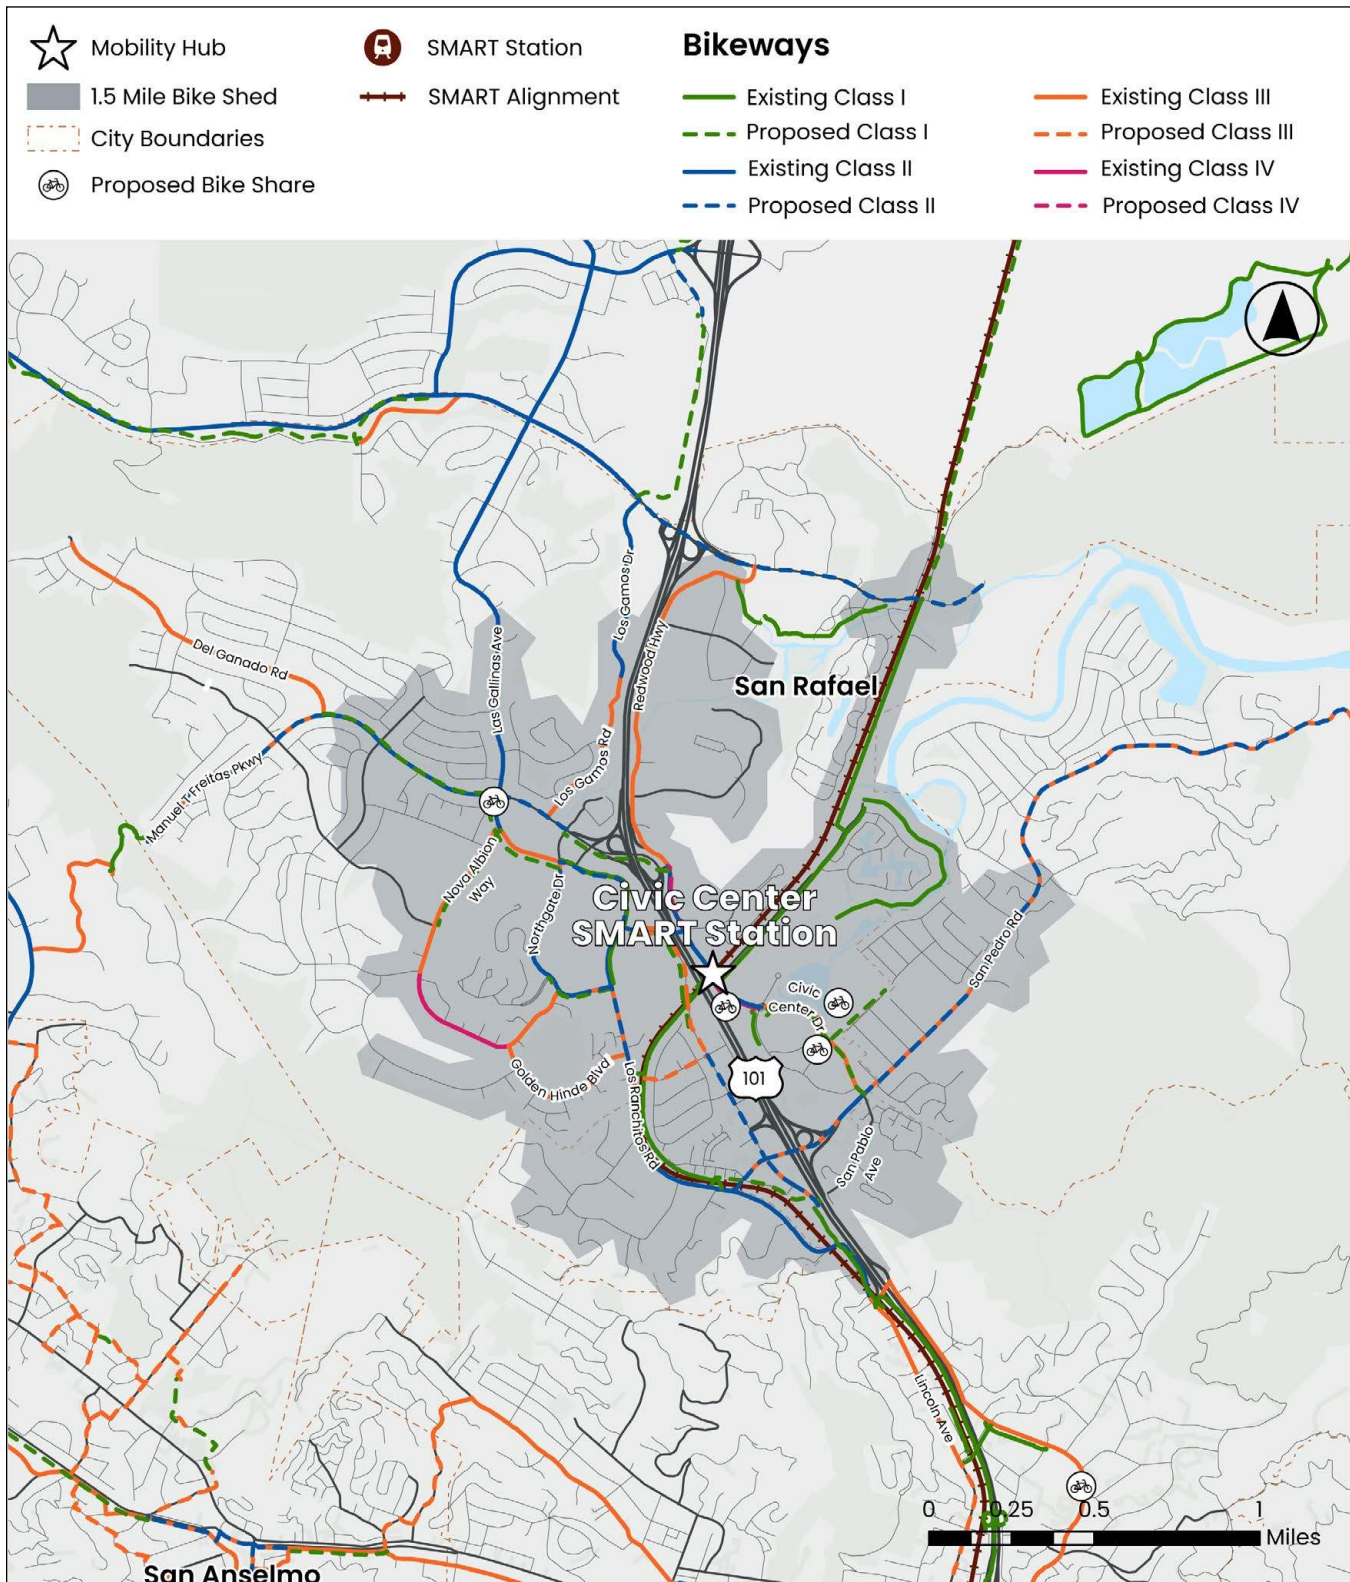 Mobility Hub
1.5 Mile Bike Shed
City Boundaries
Proposed Bike Share
SMART Station
SMART Alignment
Bikeways
Existing Class I
Proposed Class I
Existing Class II
Proposed Class II
Existing Class III
Proposed Class III
Existing Class IV
Proposed Class IV
Los Gamos Dr
Las Gallinas Ave
Redwood Hwy
Del Ganado Rd
San Rafael
Los Gamos Rd
Manuel T Freitas Pkwy
Nova Albion
Way
Northgate Dr
Civic Center
SMART Station
San Pedro Rd
Civic
Center Dr
Golden Hinde Blvd
Los Ranchitos Rd
101
San Pablo
Ave
Lincoln Ave
0 0.25 0.5 1
Miles
San Anselmo